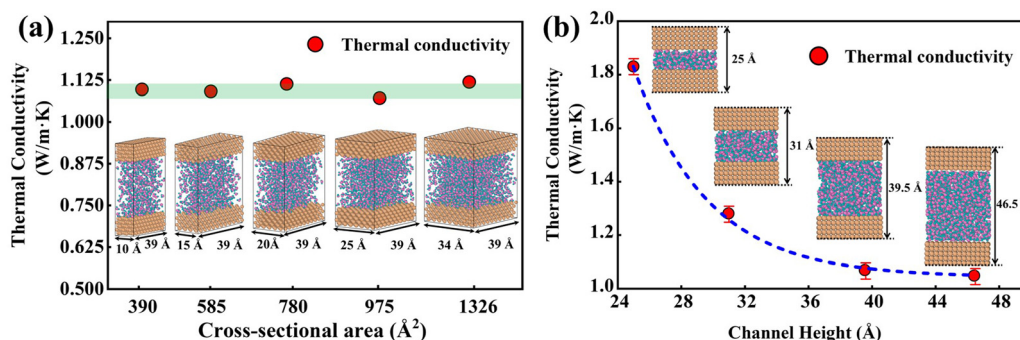 (a)
Thermal Conductivity
(W/m·K)
1.250
1.125
1.000
0.875
0.750
0.625
0.500
Thermal conductivity
10 Å
39 Å
15 Å
39 Å
20Å
39 Å
25 Å
39 Å
34 Å
39 Å
390
585
780
975
1326
Cross-sectional area (Å²)
(b)
Thermal Conductivity
(W/m·K)
2.0
1.8
1.6
1.4
1.2
1.0
Thermal conductivity
25 Å
31 Å
39.5 Å
46.5
24
28
32
36
40
44
48
Channel Height (Å)